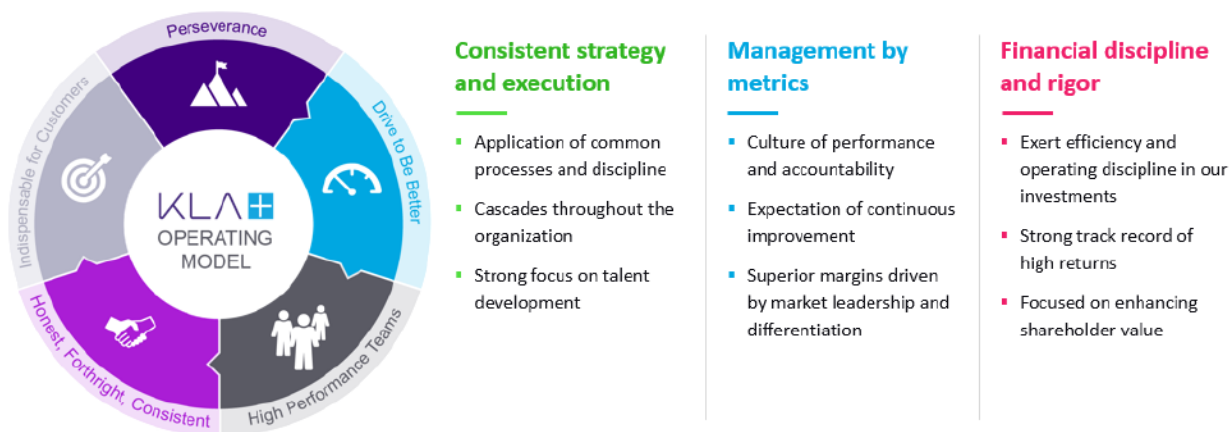 Perseverance
Drive to Be Better
High Performance Teams
Honest, Forthright, Consistent
Indispensable for Customers
KLA
OPERATING
MODEL
Consistent strategy
and execution
▪ Application of common
processes and discipline
▪ Cascades throughout the
organization
▪ Strong focus on talent
development
Management by
metrics
▪ Culture of performance
and accountability
▪ Expectation of continuous
improvement
▪ Superior margins driven
by market leadership and
differentiation
Financial discipline
and rigor
▪ Exert efficiency and
operating discipline in our
investments
▪ Strong track record of
high returns
▪ Focused on enhancing
shareholder value